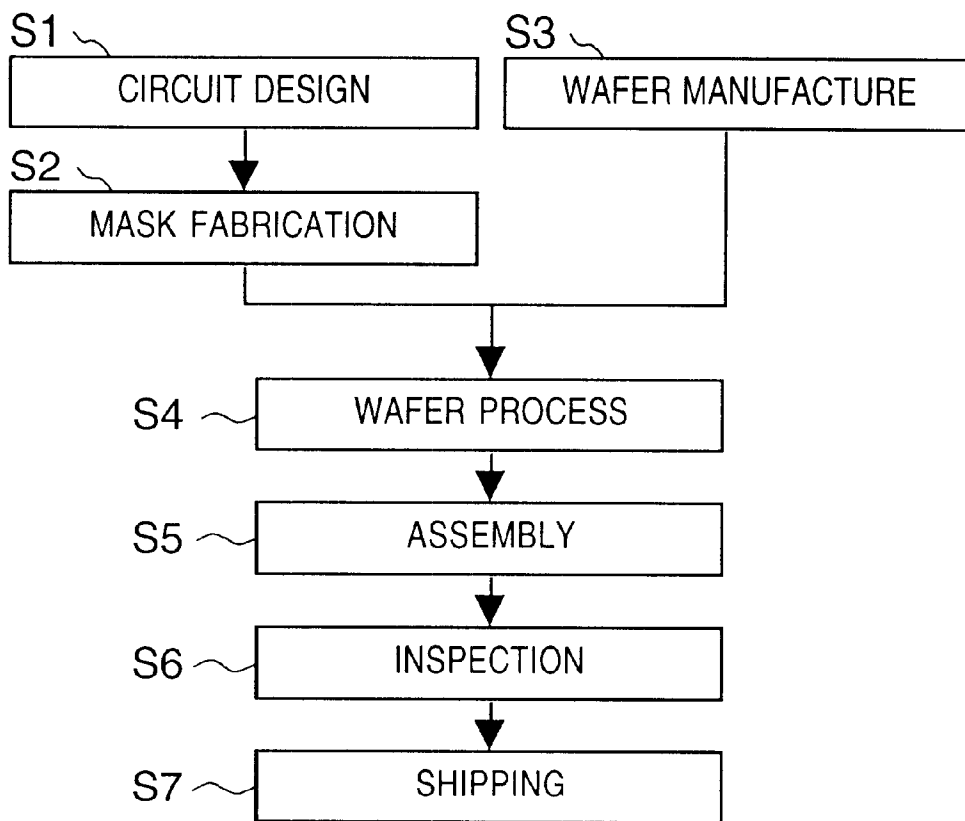 S1
CIRCUIT DESIGN
S3
WAFER MANUFACTURE
S2
MASK FABRICATION
S4
WAFER PROCESS
S5
ASSEMBLY
S6
INSPECTION
S7
SHIPPING